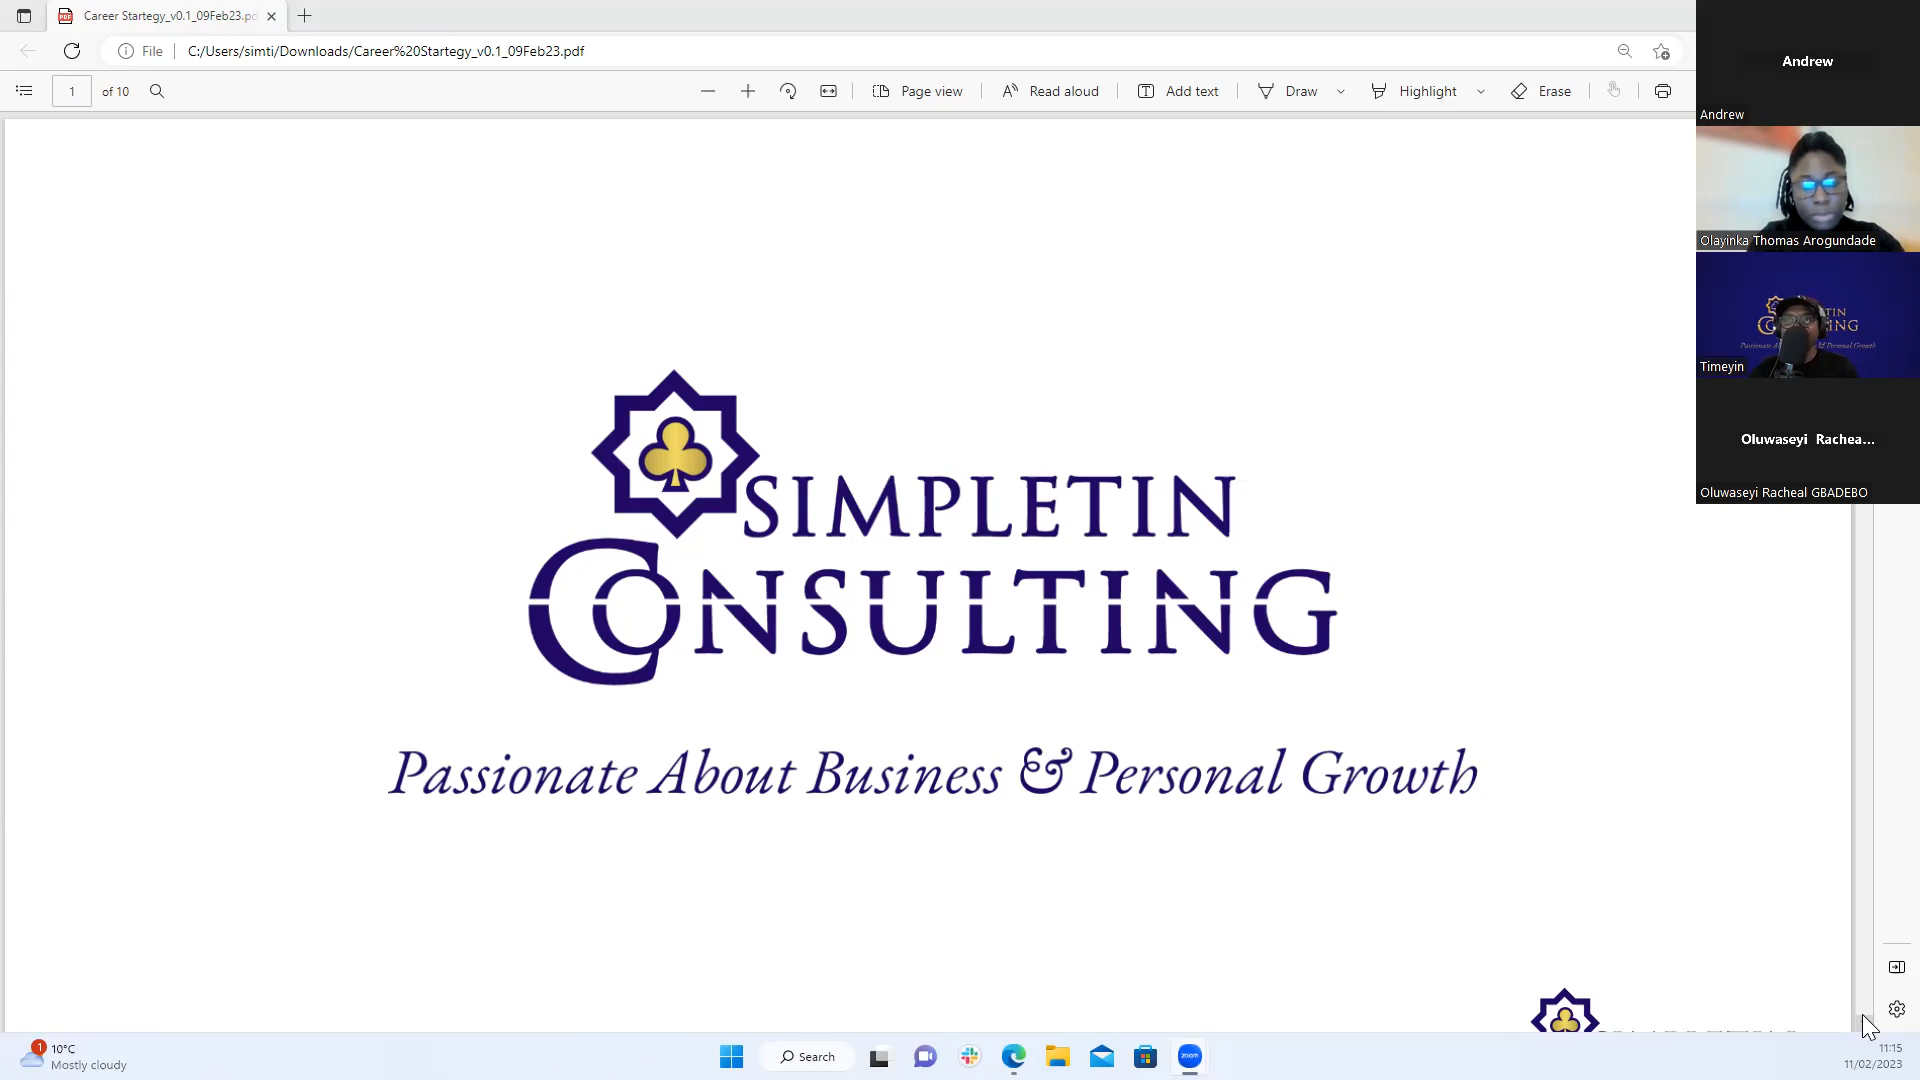 Career Startegy_v0.1_09Feb23.pd
File
C:/Users/simti/Downloads/Career%20Startegy_v0.1_09Feb23.pdf
1 of 10
Page view
Read aloud
Add text
Draw
Highlight
Erase
Andrew
Andrew
Olayinka Thomas Arogundade
Timeyin
Oluwaseyi Rachea...
Oluwaseyi Racheal GBADEBO
SIMPLETIN
CONSULTING
Passionate About Business & Personal Growth
1
10°C
Mostly cloudy
Search
zoom
11:15
11/02/2023